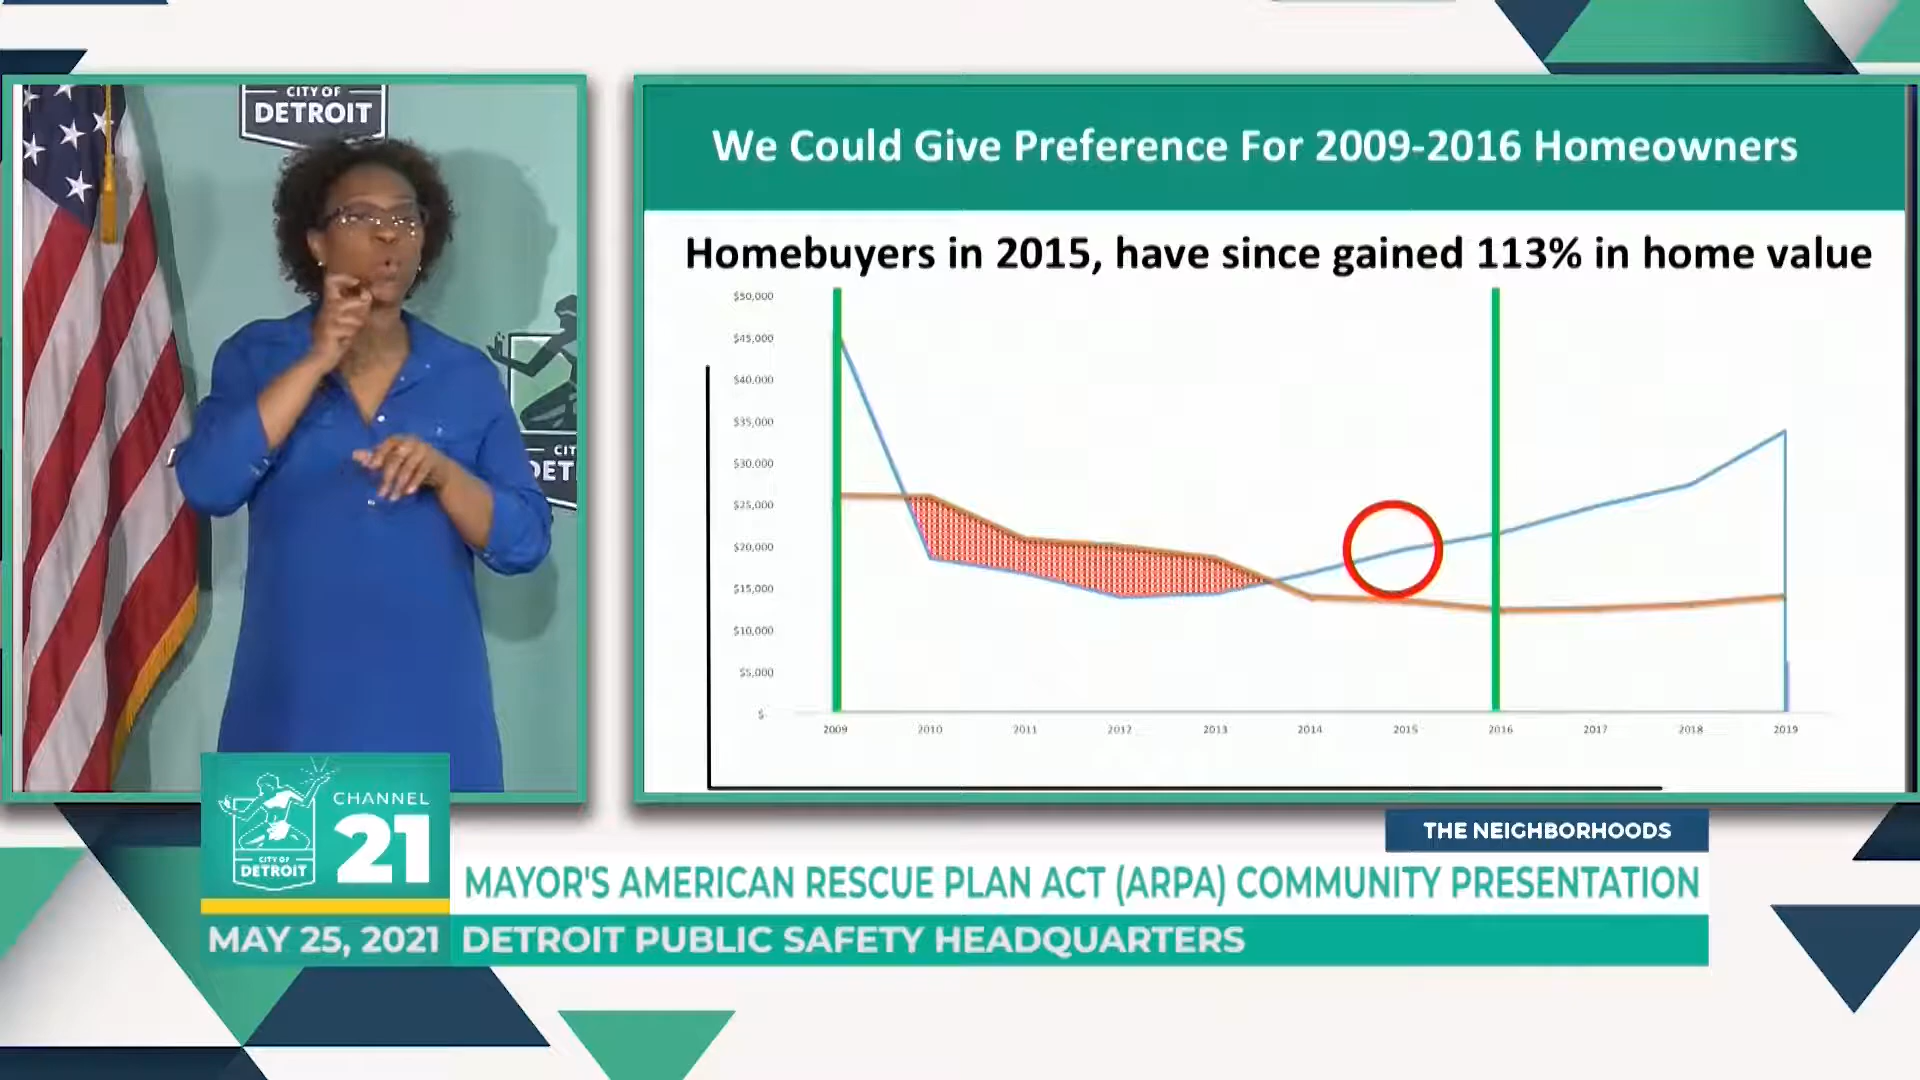 CITY OF
DETROIT
CIT
DET
We Could Give Preference For 2009-2016 Homeowners
Homebuyers in 2015, have since gained 113% in home value
$50,000
$45,000
$40,000
$35,000
$30,000
$25,000
$20,000
$15,000
$10,000
$5,000
$-
2009 2010 2011 2012 2013 2014 2015 2016 2017 2018 2019
THE NEIGHBORHOODS
CHANNEL
21
CITY OF
DETROIT
MAYOR'S AMERICAN RESCUE PLAN ACT (ARPA) COMMUNITY PRESENTATION
MAY 25, 2021
DETROIT PUBLIC SAFETY HEADQUARTERS